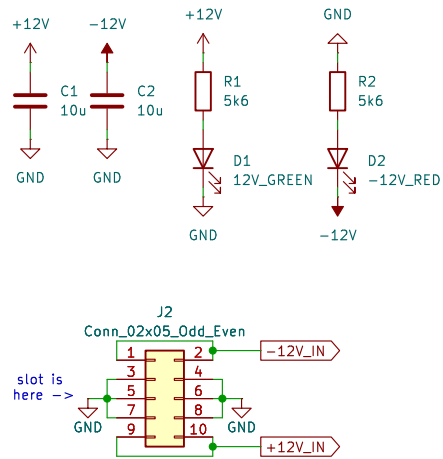 +12V
-12V
+12V
GND
C1
10u
C2
10u
R1
5k6
R2
5k6
GND
GND
D1
12V_GREEN
D2
-12V_RED
GND
-12V
J2
Conn_02x05_Odd_Even
1
2
-12V_IN
3
4
slot is
here ->
5
6
7
8
GND
GND
9
10
+12V_IN